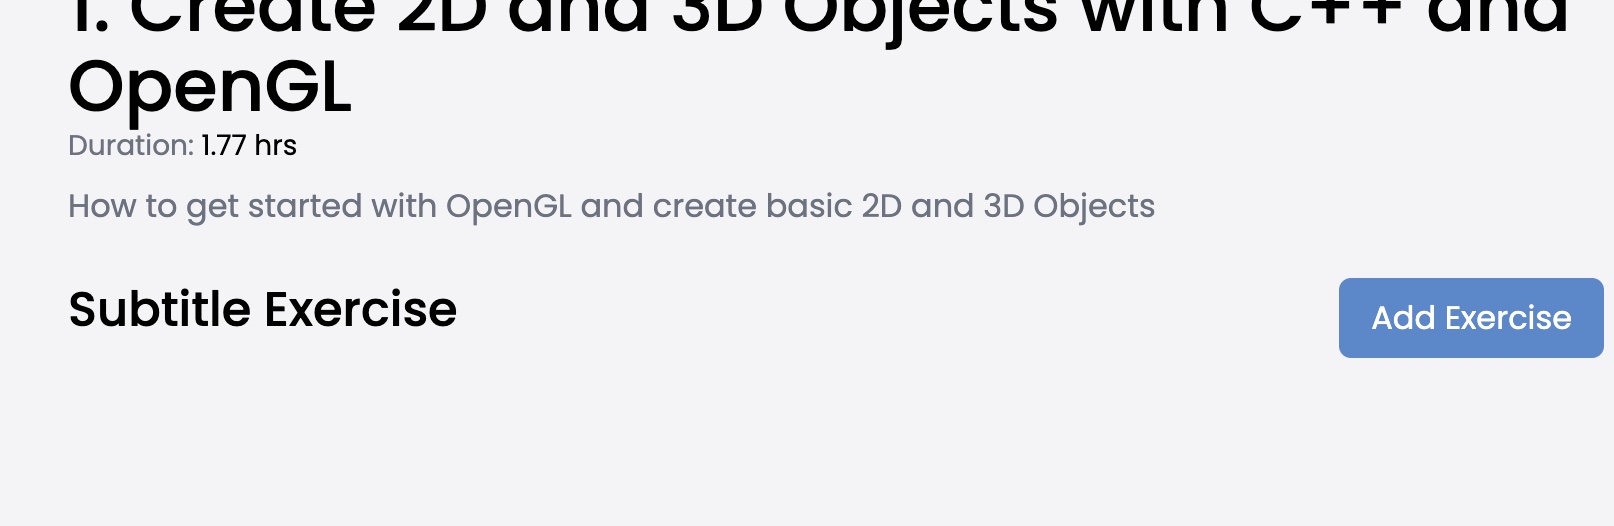 1. Create 2D and 3D Objects with C++ and
OpenGL
Duration: 1.77 hrs
How to get started with OpenGL and create basic 2D and 3D Objects
Subtitle Exercise
Add Exercise